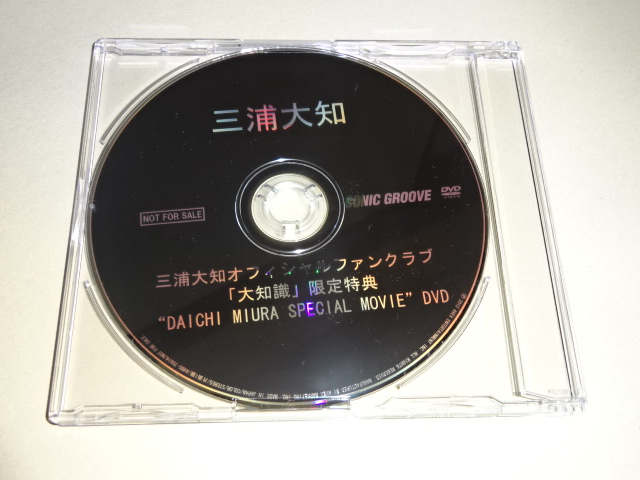 三浦大知
NOT FOR SALE
SONIC GROOVE
DVD
三浦大知オフィシャルファンクラブ
「大知識」限定特典
“DAICHI MIURA SPECIAL MOVIE” DVD